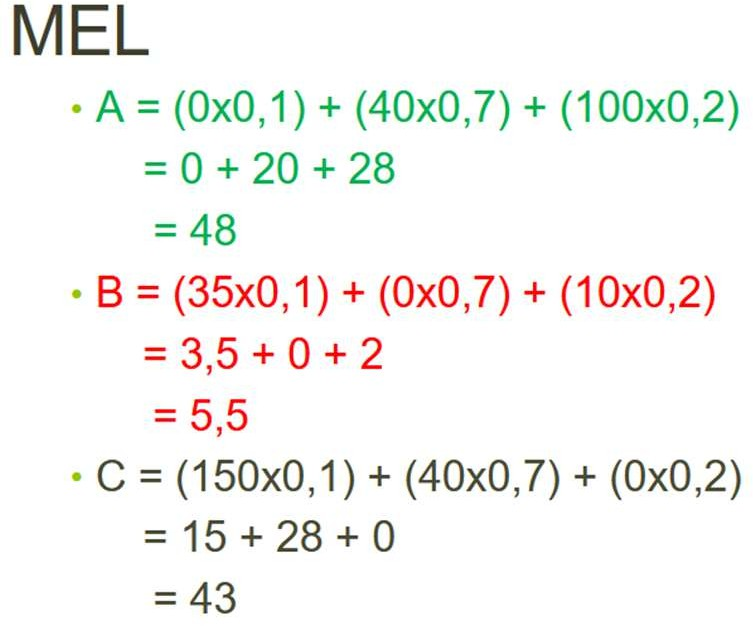 MEL
• A = (0x0,1) + (40x0,7) + (100x0,2)
= 0 + 20 + 28
= 48
• B = (35x0,1) + (0x0,7) + (10x0,2)
= 3,5 + 0 + 2
= 5,5
• C = (150x0,1) + (40x0,7) + (0x0,2)
= 15 + 28 + 0
= 43